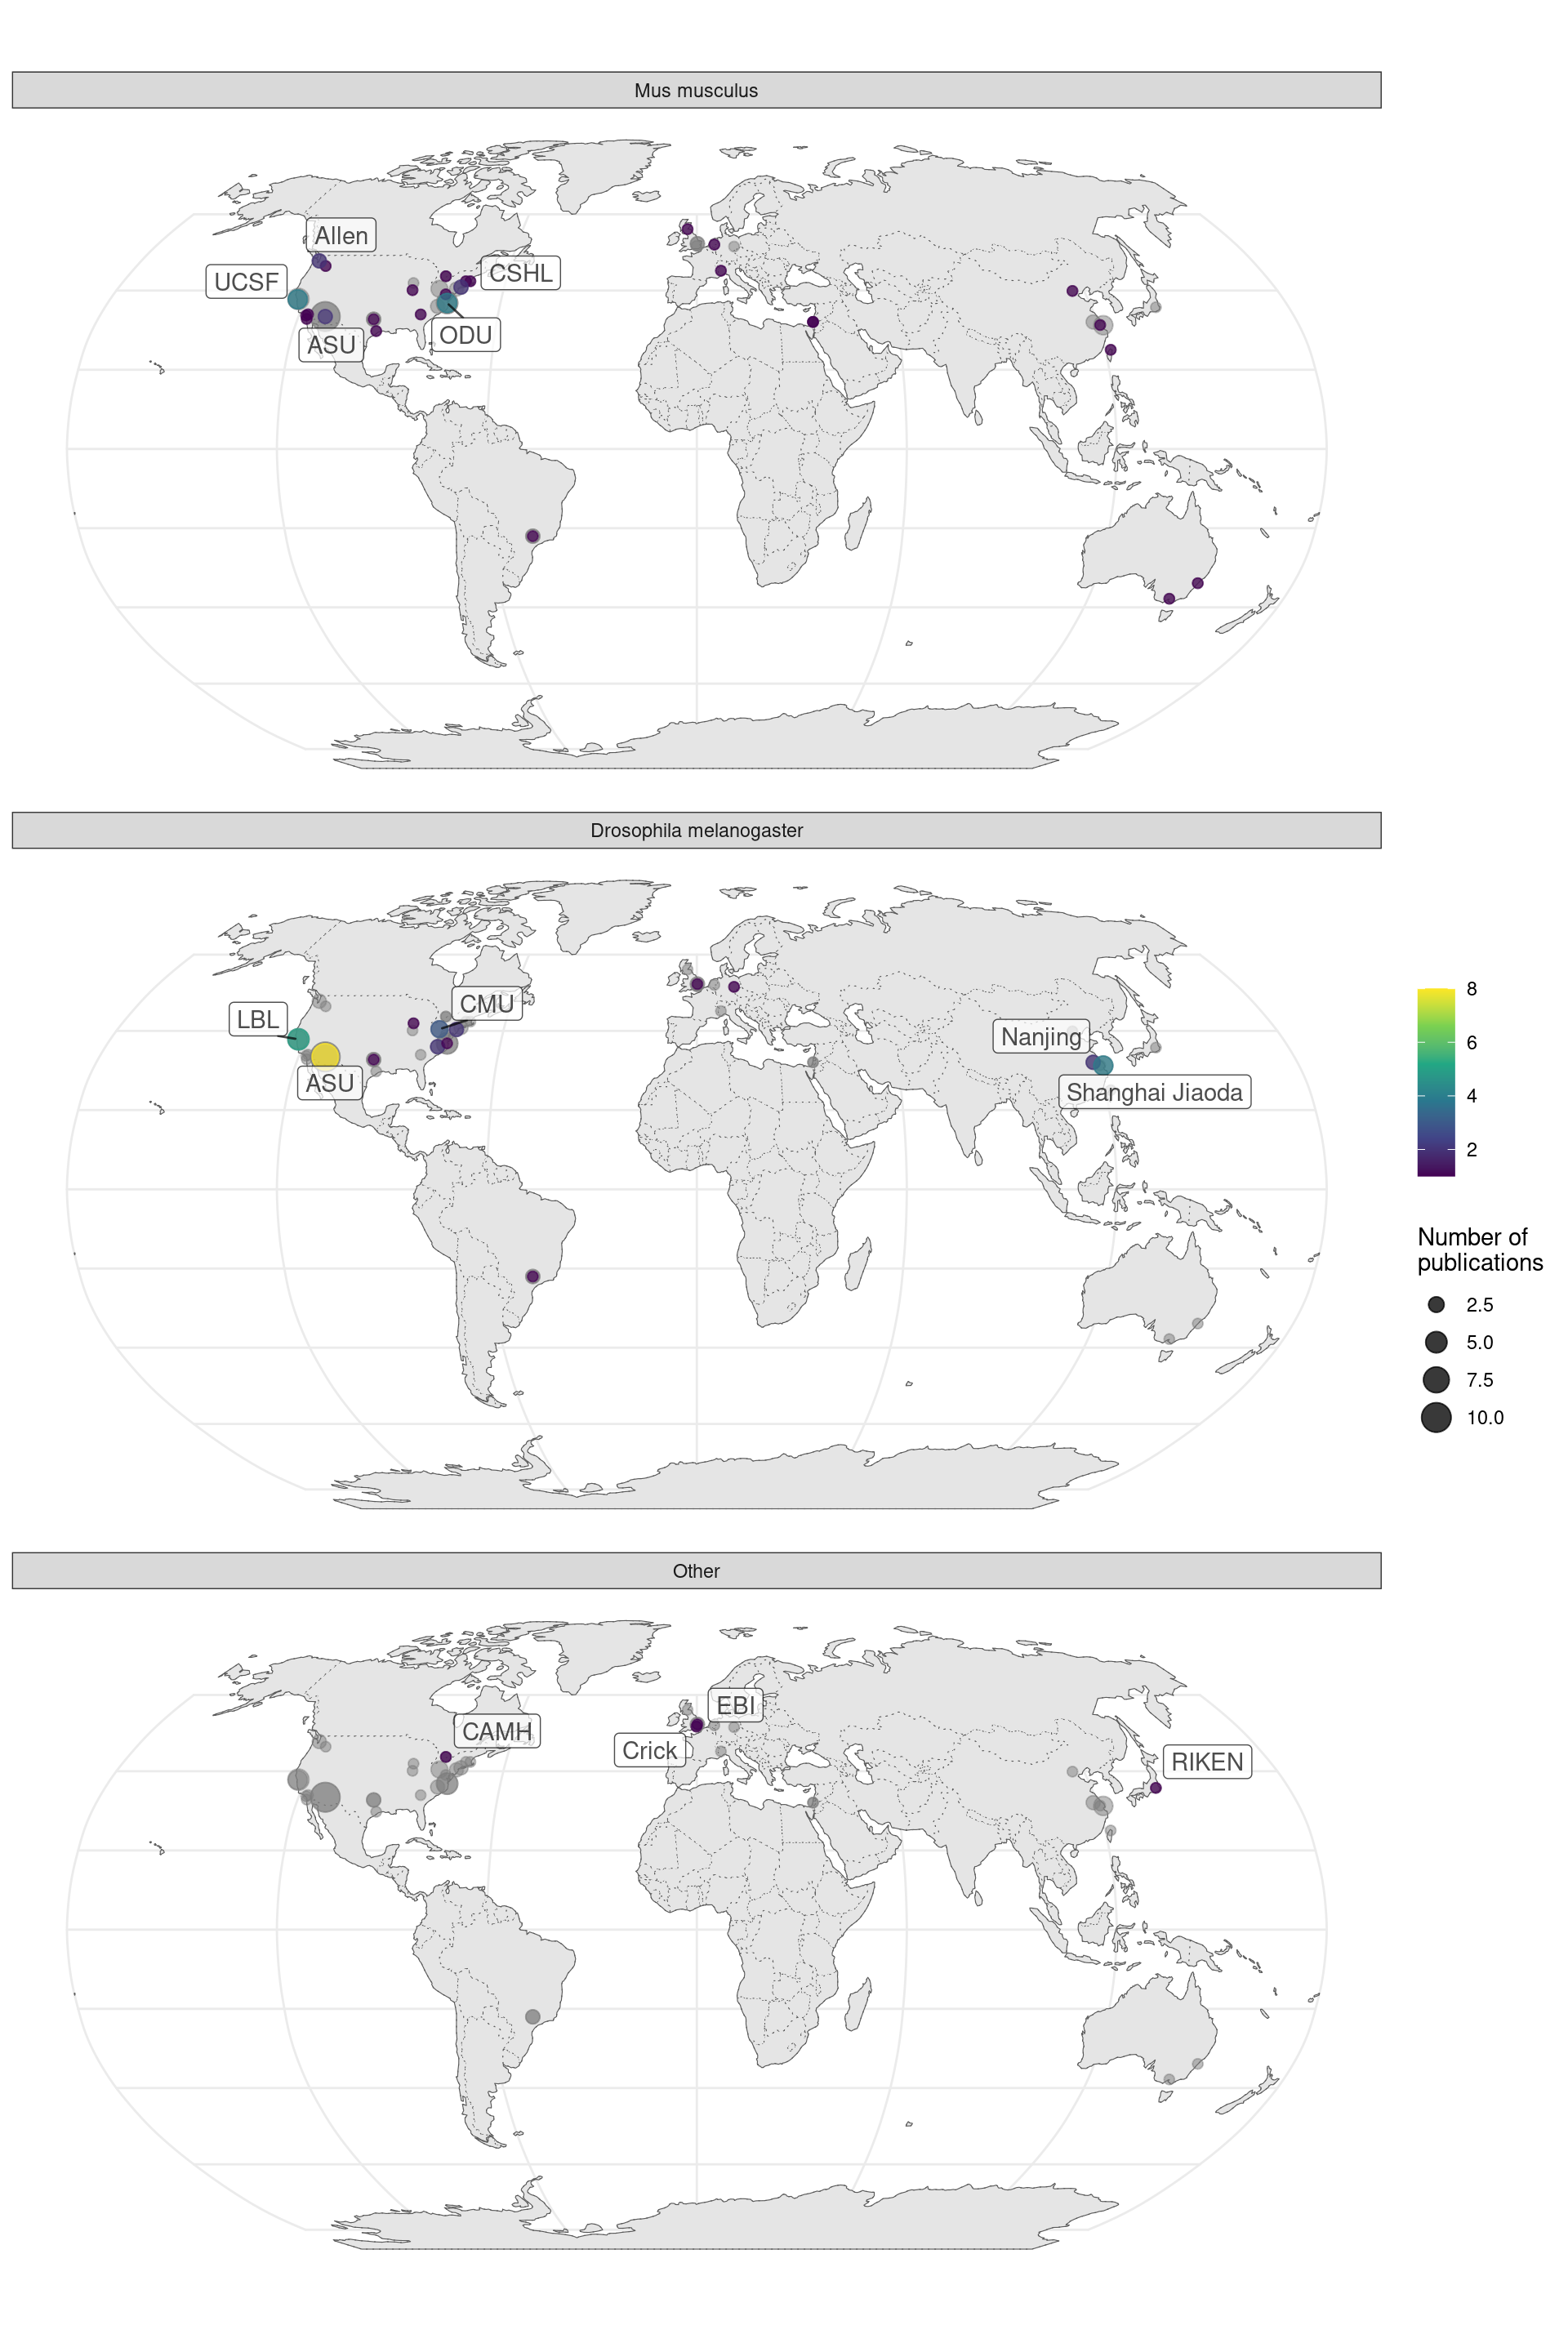 Mus musculus
Allen
UCSF
CSHL
ODU
ASU
Drosophila melanogaster
CMU
LBL
ASU
Nanjing
Shanghai Jiaoda
8
6
4
2
Number of
publications
2.5
5.0
7.5
10.0
Other
EBI
CAMH
Crick
RIKEN